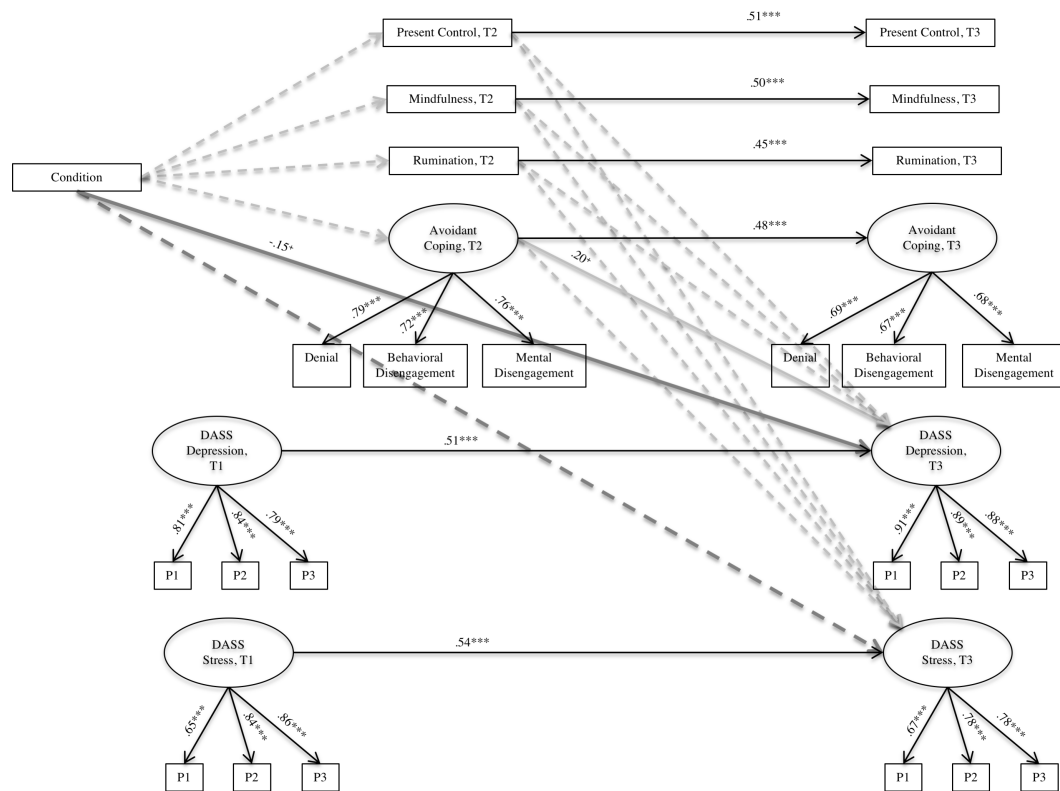 .51***
Present Control, T2
Present Control, T3
.50***
Mindfulness, T2
Mindfulness, T3
.45***
Rumination, T2
Rumination, T3
Condition
Avoidant
Coping, T2
.48***
Avoidant
Coping, T3
-.15+
.20+
.79***
.72***
.76***
.69***
.67***
.68***
Denial
Behavioral
Disengagement
Mental
Disengagement
Denial
Behavioral
Disengagement
Mental
Disengagement
DASS
Depression,
T1
.51***
DASS
Depression,
T3
.81***
.84***
.79***
.91***
.89***
.88***
P1
P2
P3
P1
P2
P3
DASS
Stress, T1
.54***
DASS
Stress, T3
.65***
.84***
.86***
.67***
.78***
.78***
P1
P2
P3
P1
P2
P3